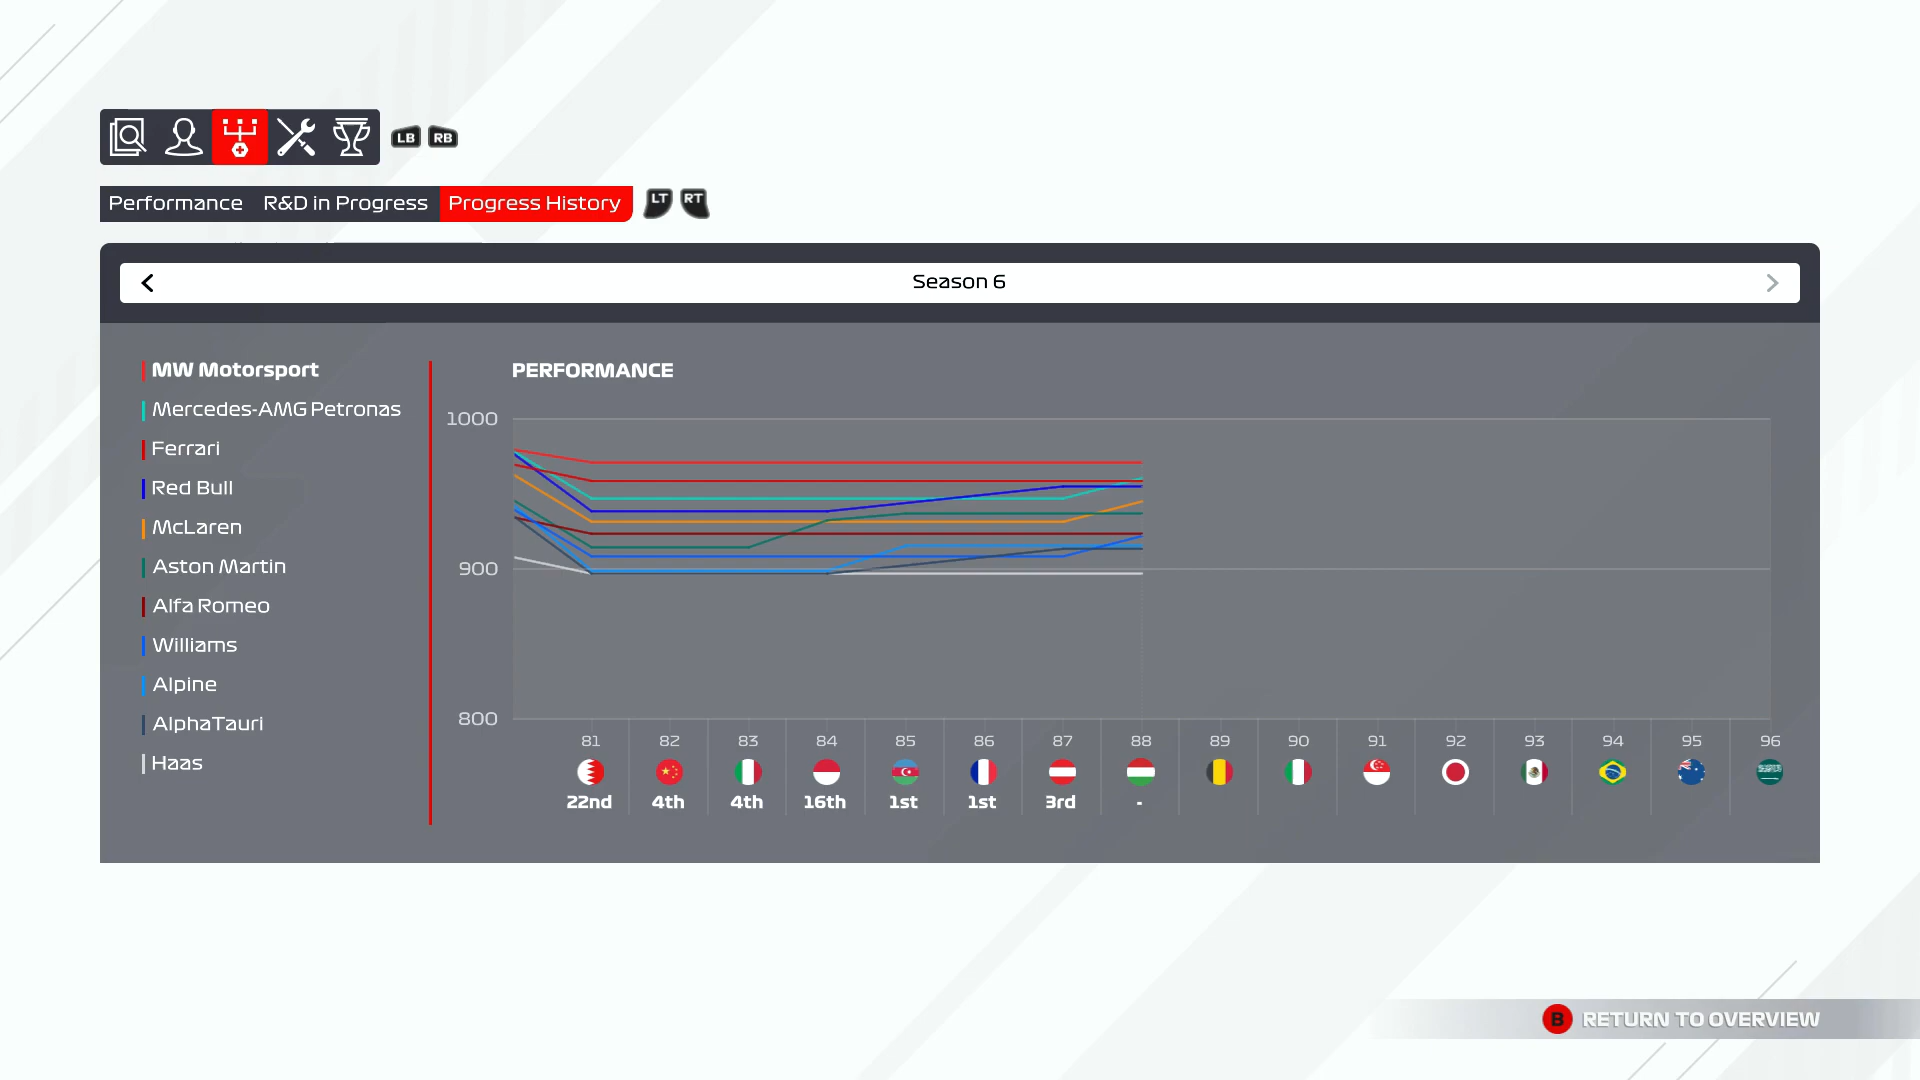 LB RB
Performance R&D in Progress Progress History LT RT
Season 6
MW Motorsport
Mercedes-AMG Petronas
Ferrari
Red Bull
McLaren
Aston Martin
Alfa Romeo
Williams
Alpine
AlphaTauri
Haas
PERFORMANCE
1000
900
800
81 82 83 84 85 86 87 88 89 90 91 92 93 94 95 96
22nd 4th 4th 16th 1st 1st 3rd -
B RETURN TO OVERVIEW